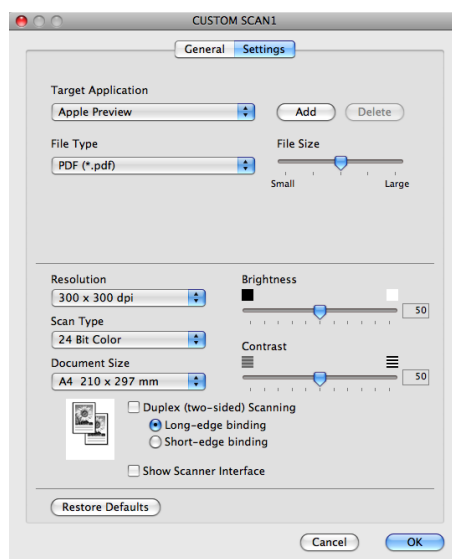 CUSTOM SCAN1
General Settings
Target Application
Apple Preview Add Delete
File Type File Size
PDF (*.pdf)
Small Large
Resolution Brightness
300 x 300 dpi
50
Scan Type
24 Bit Color
Contrast
Document Size
A4 210 x 297 mm 50
Duplex (two-sided) Scanning
Long-edge binding
Short-edge binding
Show Scanner Interface
Restore Defaults
Cancel OK